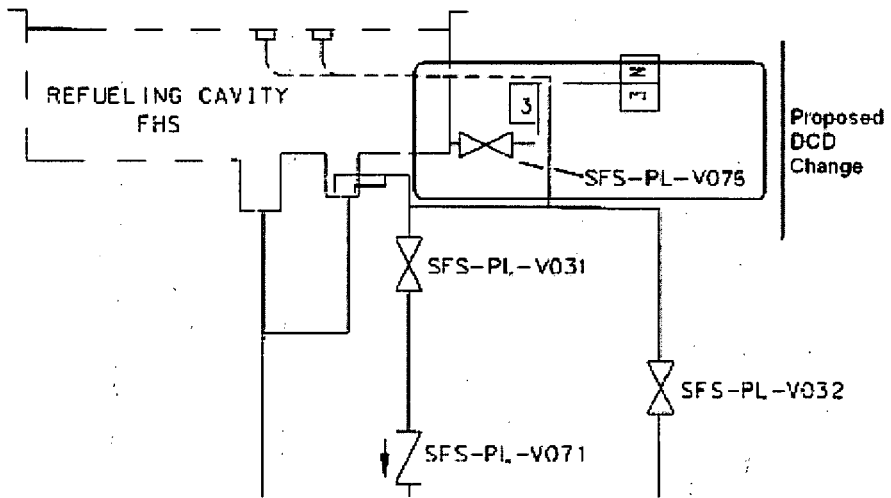 REFUELING CAVITY
FHS
3
N
3
Proposed
DCD
Change
SFS-PL-V075
SFS-PL-V031
SFS-PL-V032
SFS-PL-V071